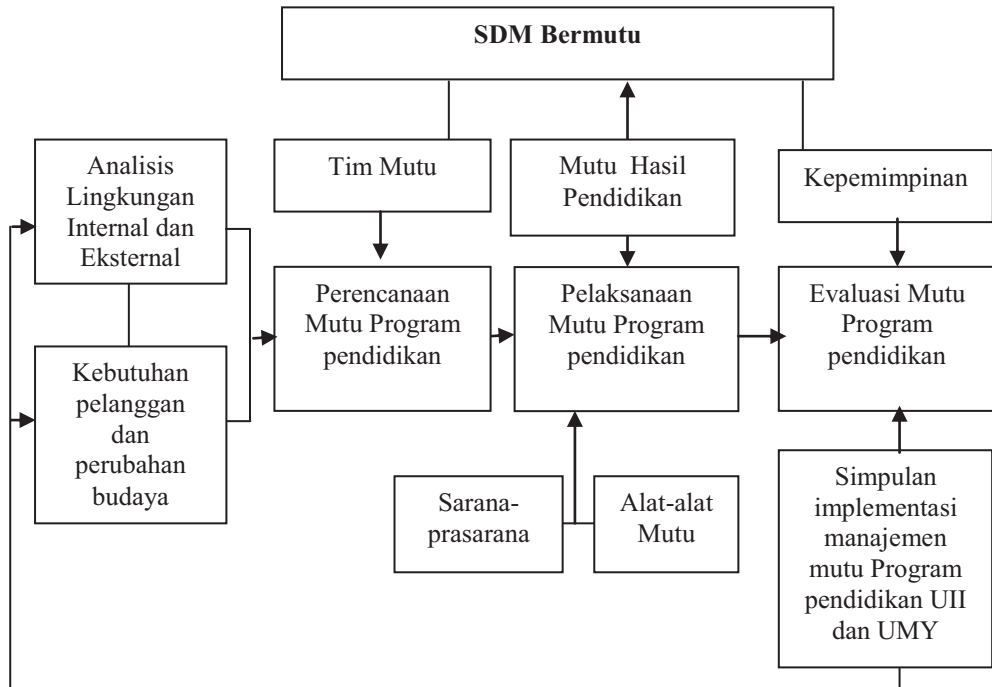 SDM Bermutu
Analisis
Lingkungan
Internal dan
Eksternal
Tim Mutu
Mutu Hasil
Pendidikan
Kepemimpinan
Perencanaan
Mutu Program
pendidikan
Pelaksanaan
Mutu Program
pendidikan
Evaluasi Mutu
Program
pendidikan
Kebutuhan
pelanggan
dan
perubahan
budaya
Sarana-
prasarana
Alat-alat
Mutu
Simpulan
implementasi
manajemen
mutu Program
pendidikan UII
dan UMY